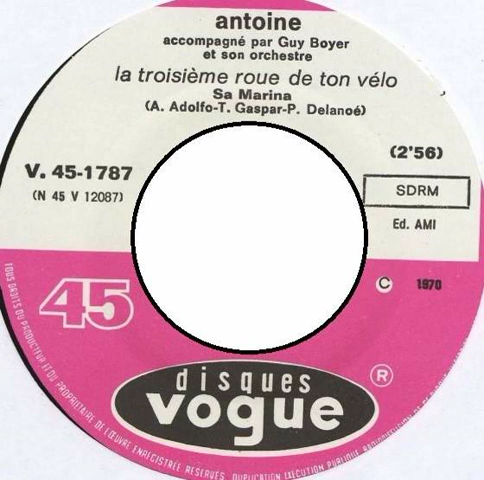 antoine
accompagné par Guy Boyer
et son orchestre
la troisième roue de ton vélo
Sa Marina
(A. Adolfo-T. Gaspar-P. Delanoé)
V. 45-1787
(N 45 V 12087)
(2'56)
SDRM
Ed. AMI
45
C 1970
disques
vogue
R
TOUS DROITS DU PRODUCTEUR ET DU PROPRIETAIRE DE L'ŒUVRE ENREGISTREE RESERVES DUPLICATION EXECUTION PUBLIQUE RADIODIFFUSION